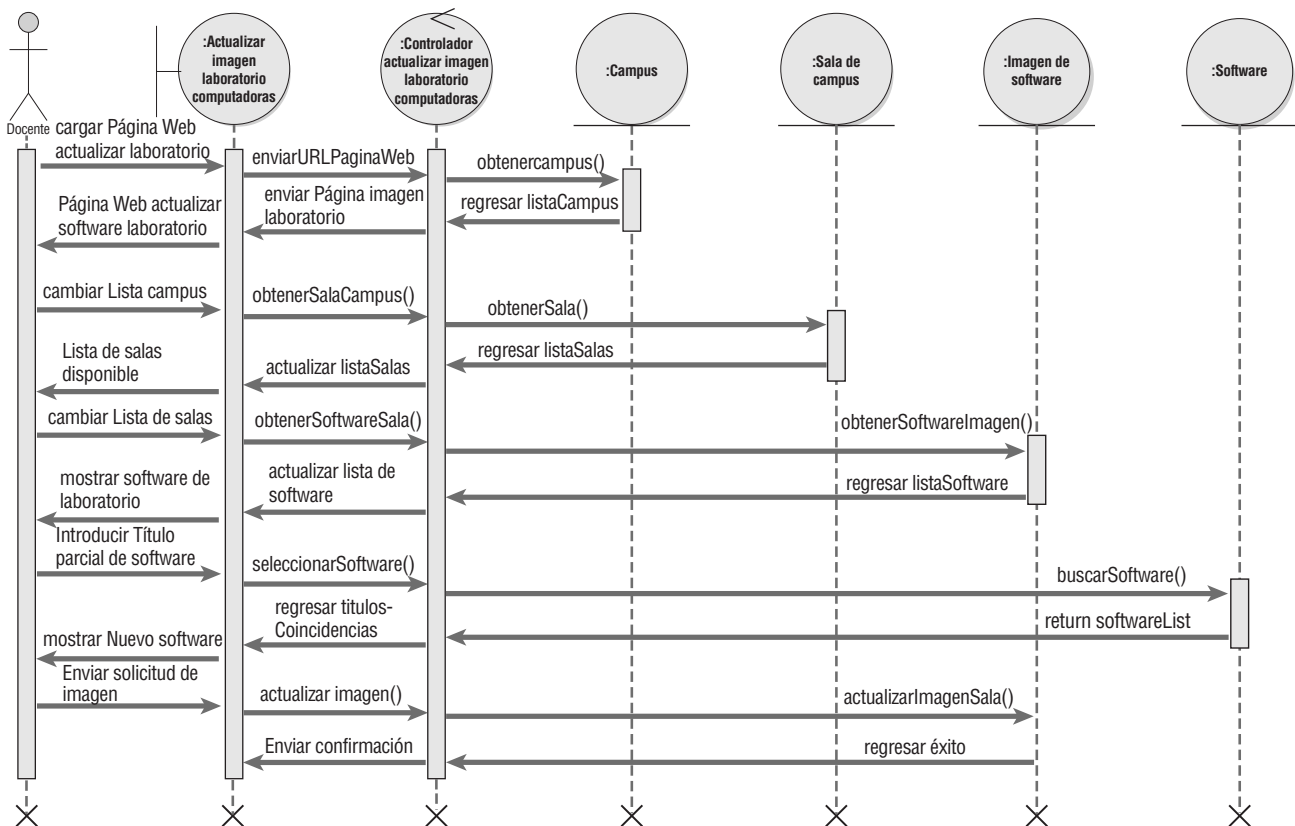 :Actualizar
imagen
laboratorio
computadoras
:Controlador
actualizar imagen
laboratorio
computadoras
:Campus
:Sala de
campus
:Imagen de
software
:Software
Docente
cargar Página Web
actualizar laboratorio
enviarURLPaginaWeb
obtenercampus()
regresar listaCampus
enviar Página imagen
laboratorio
Página Web actualizar
software laboratorio
cambiar Lista campus
obtenerSalaCampus()
obtenerSala()
regresar listaSalas
actualizar listaSalas
Lista de salas
disponible
cambiar Lista de salas
obtenerSoftwareSala()
obtenerSoftwareImagen()
regresar listaSoftware
actualizar lista de
software
mostrar software de
laboratorio
Introducir Título
parcial de software
seleccionarSoftware()
buscarSoftware()
return softwareList
regresar titulos-
Coincidencias
mostrar Nuevo software
Enviar solicitud de
imagen
actualizar imagen()
actualizarImagenSala()
regresar éxito
Enviar confirmación